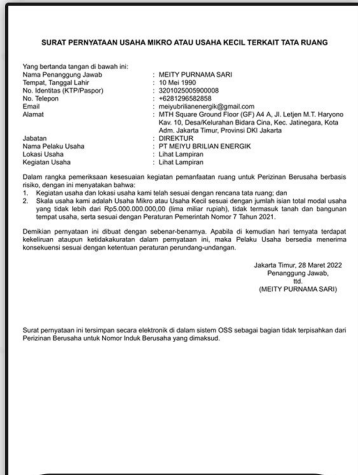 SURAT PERNYATAAN USAHA MIKRO ATAU USAHA KECIL TERKAIT TATA RUANG
Yang bertanda tangan di bawah ini:
Nama Penanggung Jawab : MEITY PURNAMA SARI
Tempat, Tanggal Lahir : 10 Mei 1990
No. Identitas (KTP/Paspor) : 3201025005900008
No. Telepon : +6281296582858
Email : meiyubrilianenergik@gmail.com
Alamat : MTH Square Ground Floor (GF) A4 A, Jl. Letjen M.T. Haryono
Kav. 10, Desa/Kelurahan Bidara Cina, Kec. Jatinegara, Kota
Adm. Jakarta Timur, Provinsi DKI Jakarta
Jabatan : DIREKTUR
Nama Pelaku Usaha : PT MEIYU BRILIAN ENERGIK
Lokasi Usaha : Lihat Lampiran
Kegiatan Usaha : Lihat Lampiran
Dalam rangka pemeriksaan kesesuaian kegiatan pemanfaatan ruang untuk Perizinan Berusaha berbasis
risiko, dengan ini menyatakan bahwa:
1. Kegiatan usaha dan lokasi usaha kami telah sesuai dengan rencana tata ruang; dan
2. Skala usaha kami adalah Usaha Mikro atau Usaha Kecil sesuai dengan jumlah isian total modal usaha
yang tidak lebih dari Rp5.000.000.000,00 (lima miliar rupiah), tidak termasuk tanah dan bangunan
tempat usaha, serta sesuai dengan Peraturan Pemerintah Nomor 7 Tahun 2021.
Demikian pernyataan ini dibuat dengan sebenar-benarnya. Apabila di kemudian hari ternyata terdapat
kekeliruan ataupun ketidakakuratan dalam pernyataan ini, maka Pelaku Usaha bersedia menerima
konsekuensi sesuai dengan ketentuan peraturan perundang-undangan.
Jakarta Timur, 28 Maret 2022
Penanggung Jawab,
ttd.
(MEITY PURNAMA SARI)
Surat pernyataan ini tersimpan secara elektronik di dalam sistem OSS sebagai bagian tidak terpisahkan dari
Perizinan Berusaha untuk Nomor Induk Berusaha yang dimaksud.